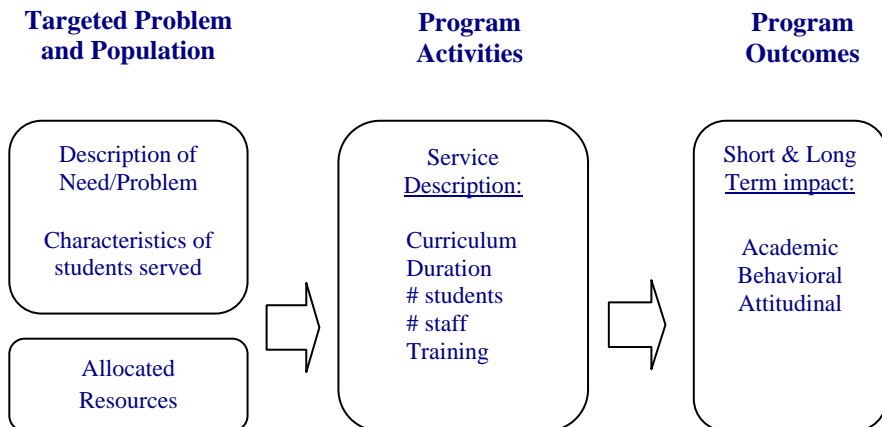 Targeted Problem
and Population
Program
Activities
Program
Outcomes
Description of
Need/Problem
Characteristics of
students served
Allocated
Resources
Service
Description:
Curriculum
Duration
# students
# staff
Training
Short & Long
Term impact:
Academic
Behavioral
Attitudinal